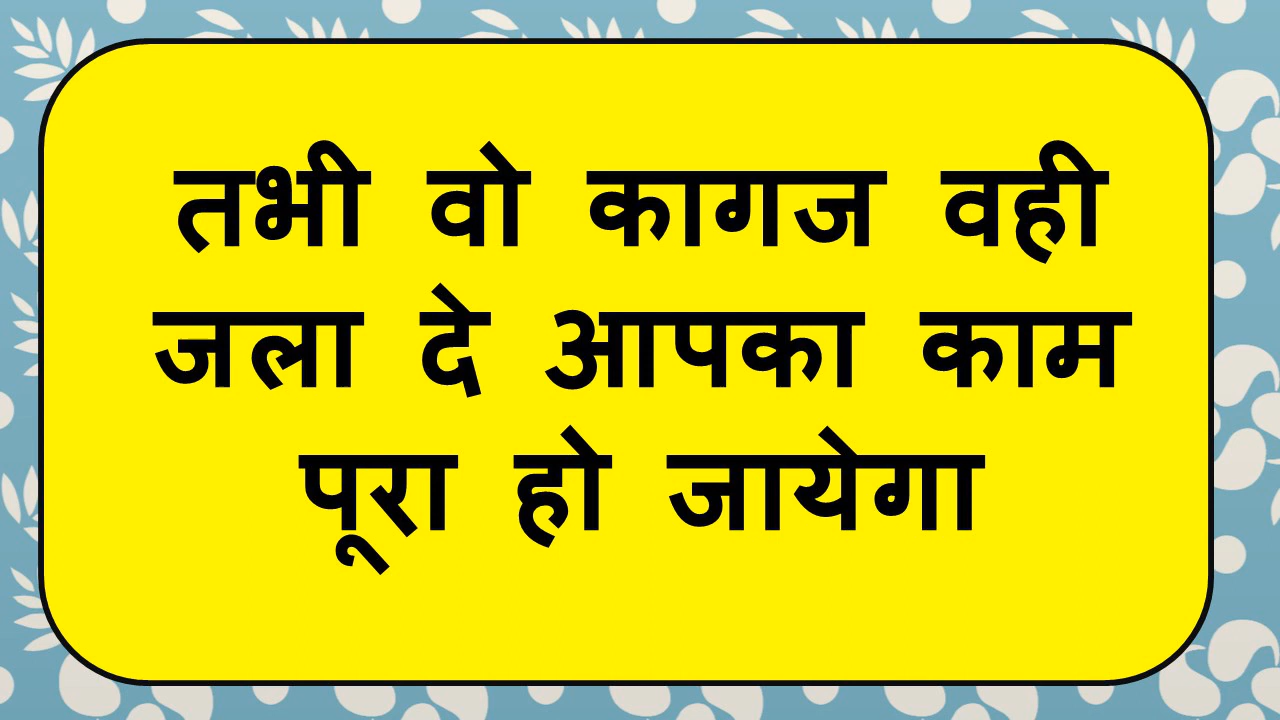 तभी वो कागज वही
जला दे आपका काम
पूरा हो जायेगा